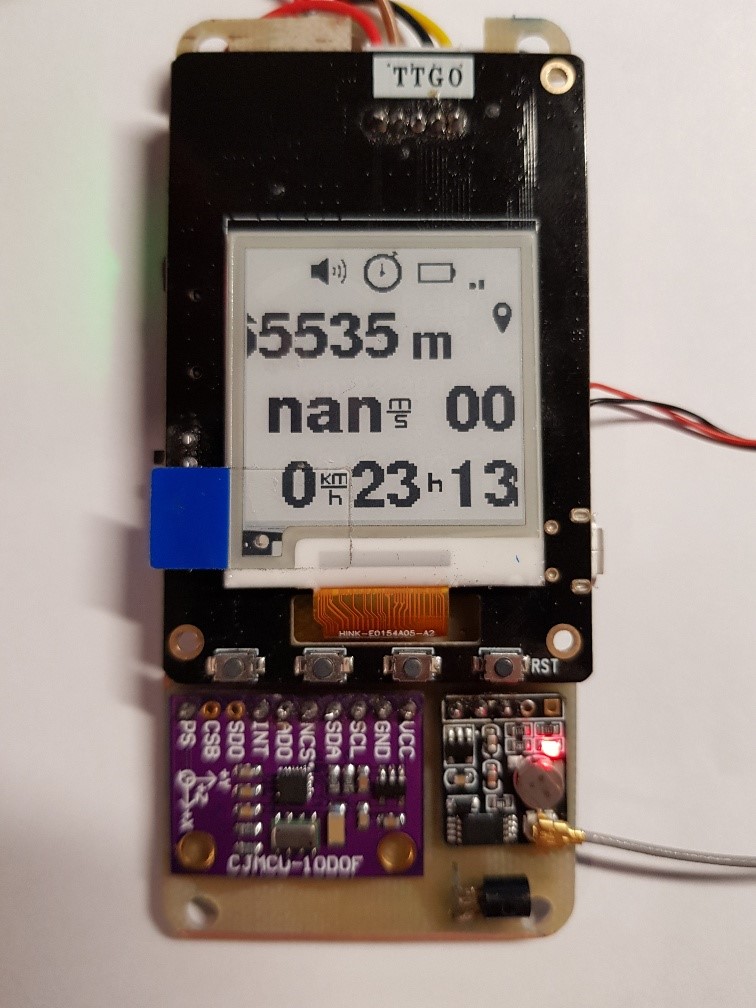 TTGO
65535 m
nan m/s 00
0 km/h 23 h 13
HINK-E0154A05-A2
RST
PS CSB SDO INT ADO NCS SDA SCL GND VCC
CJMCU-10DOF